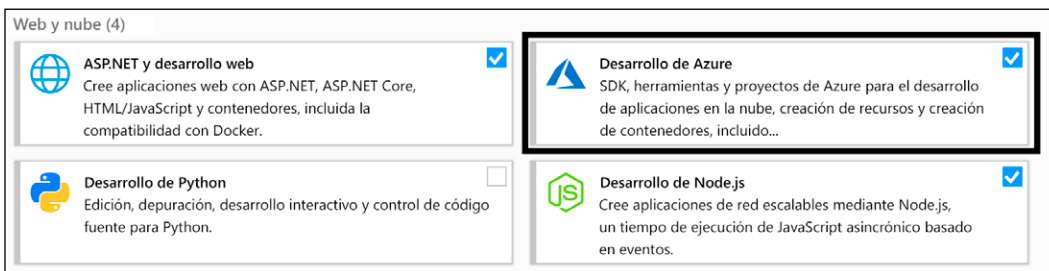 Web y nube (4)
ASP.NET y desarrollo web
Cree aplicaciones web con ASP.NET, ASP.NET Core,
HTML/JavaScript y contenedores, incluida la
compatibilidad con Docker.
Desarrollo de Azure
SDK, herramientas y proyectos de Azure para el desarrollo
de aplicaciones en la nube, creación de recursos y creación
de contenedores, incluido...
Desarrollo de Python
Edición, depuración, desarrollo interactivo y control de código
fuente para Python.
JS
Desarrollo de Node.js
Cree aplicaciones de red escalables mediante Node.js,
un tiempo de ejecución de JavaScript asincrónico basado
en eventos.